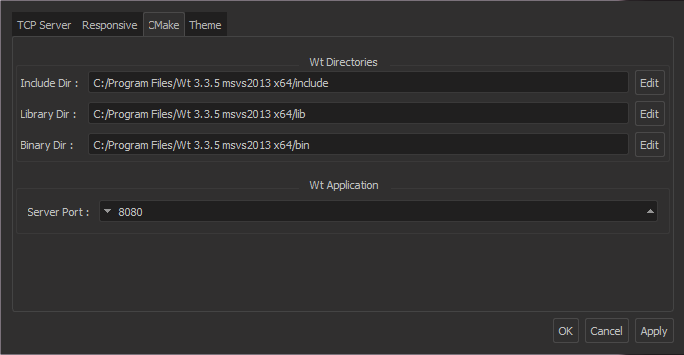 TCP Server Responsive CMake Theme
Wt Directories
Include Dir : C:/Program Files/Wt 3.3.5 msvs2013 x64/include Edit
Library Dir : C:/Program Files/Wt 3.3.5 msvs2013 x64/lib Edit
Binary Dir : C:/Program Files/Wt 3.3.5 msvs2013 x64/bin Edit
Wt Application
Server Port : 8080
OK Cancel Apply